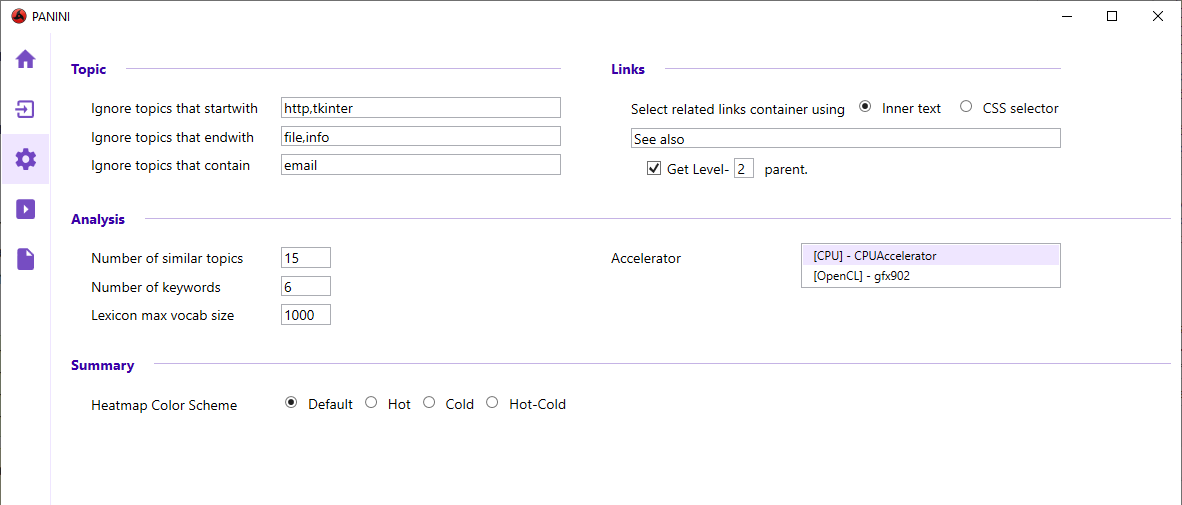 PANINI
Topic
Ignore topics that startwith http,tkinter
Ignore topics that endwith file,info
Ignore topics that contain email
Links
Select related links container using Inner text CSS selector
See also
Get Level- 2 parent.
Analysis
Number of similar topics 15
Number of keywords 6
Lexicon max vocab size 1000
Accelerator
[CPU] - CPUAccelerator
[OpenCL] - gfx902
Summary
Heatmap Color Scheme Default Hot Cold Hot-Cold